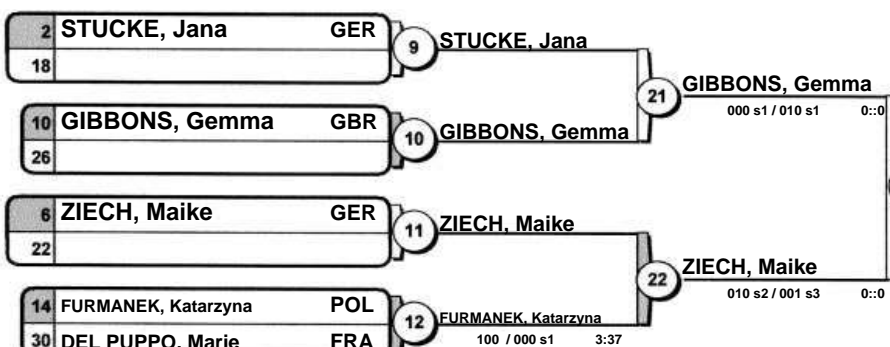 2 STUCKE, Jana GER
18
9 STUCKE, Jana
10 GIBBONS, Gemma GBR
26
10 GIBBONS, Gemma
21 GIBBONS, Gemma
000 s1 / 010 s1 0::0
6 ZIECH, Maike GER
22
11 ZIECH, Maike
14 FURMANEK, Katarzyna POL
30 DEL PUPPO, Marie FRA
12 FURMANEK, Katarzyna
100 / 000 s1 3:37
22 ZIECH, Maike
010 s2 / 001 s3 0::0